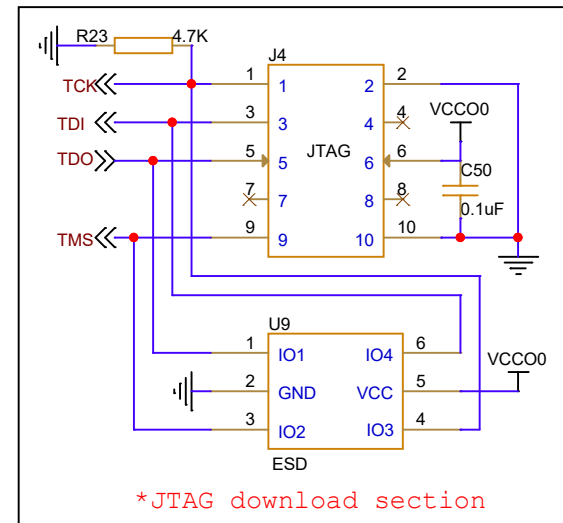 R23 4.7K
J4
TCK 1 1 2 2
VCCO0
TDI 3 3 4 4
TDO 5 5 JTAG 6 6
C50
7 7 8 8
0.1uF
TMS 9 9 10 10
U9
1 IO1 IO4 6
VCCO0
2 GND VCC 5
3 IO2 IO3 4
ESD
*JTAG download section